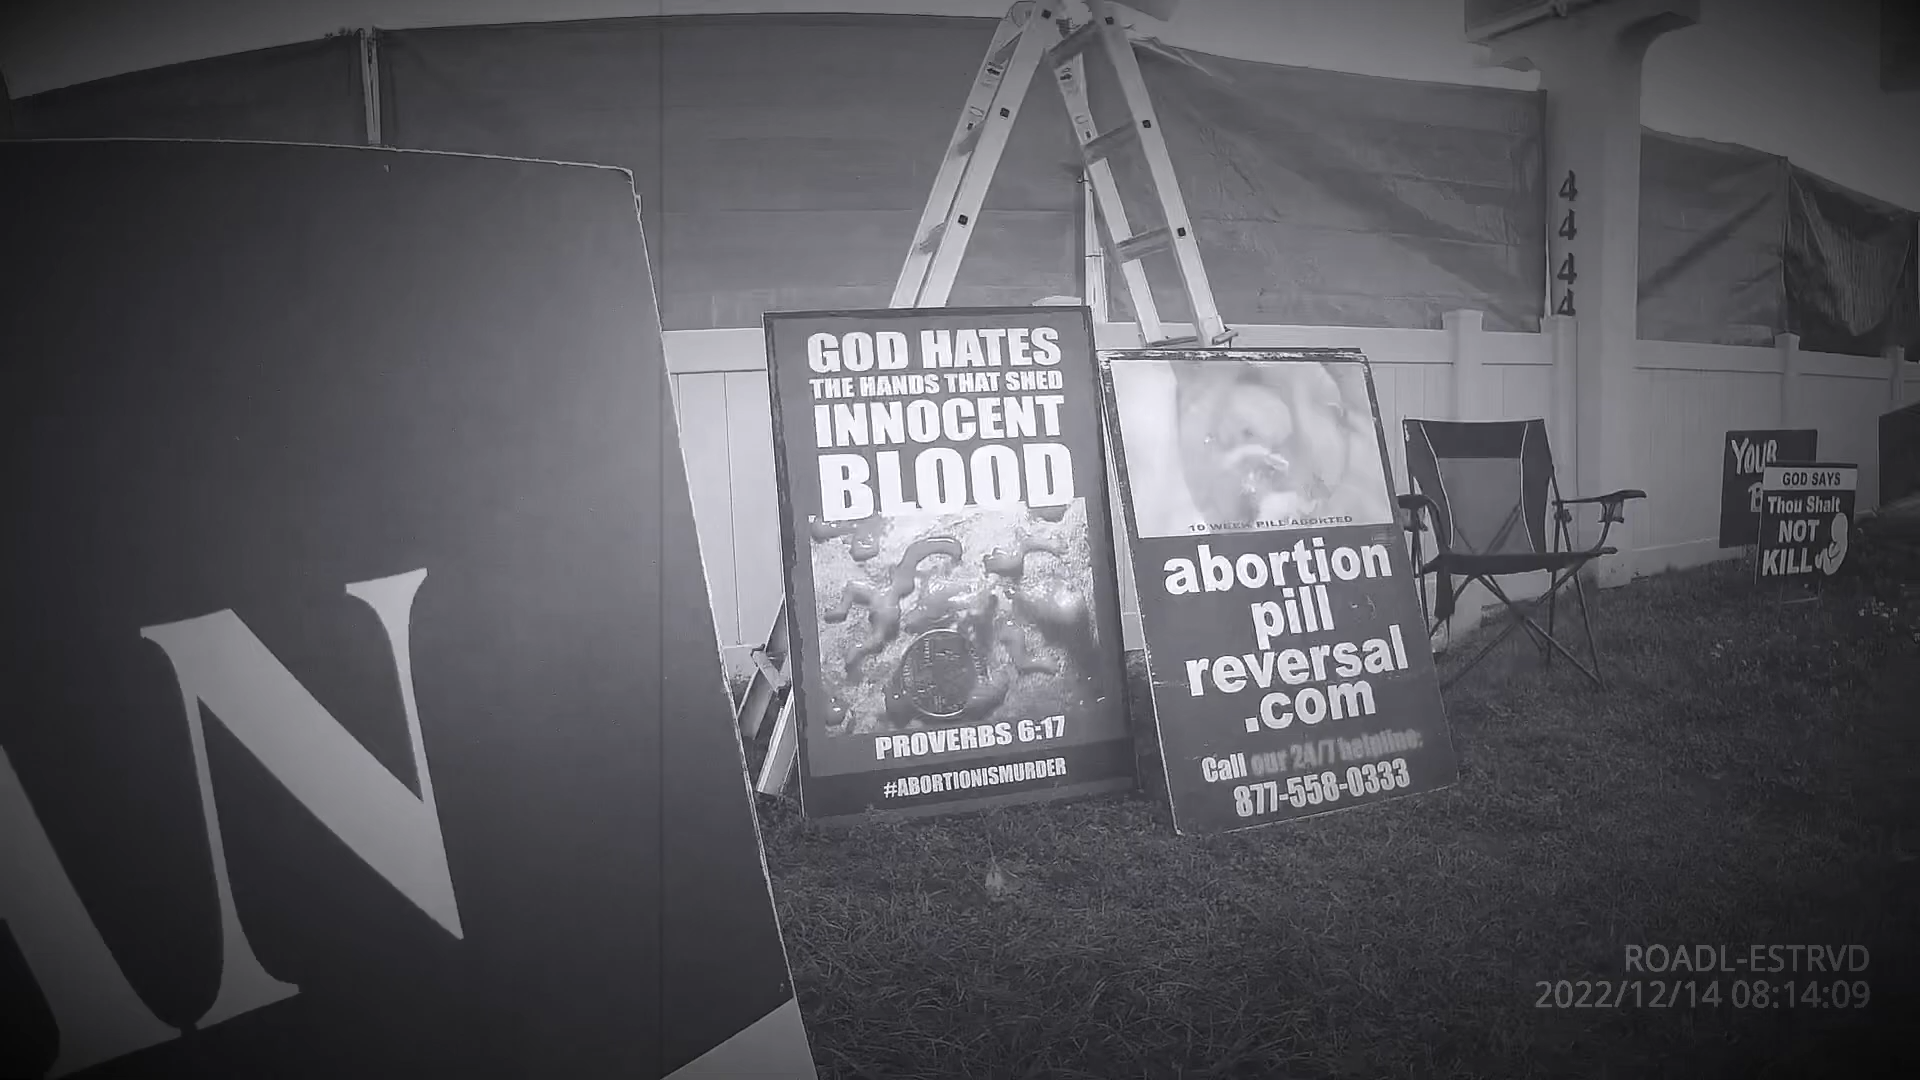 AN
GOD HATES
THE HANDS THAT SHED
INNOCENT
BLOOD
PROVERBS 6:17
#ABORTIONISMURDER
10 WEEK PILL ABORTED
abortion
pill
reversal
.com
Call our 24/7 helpline:
877-558-0333
4
4
4
4
YOUR
B
GOD SAYS
Thou Shalt
NOT
KILL
ROADL-ESTRVD
2022/12/14 08:14:09